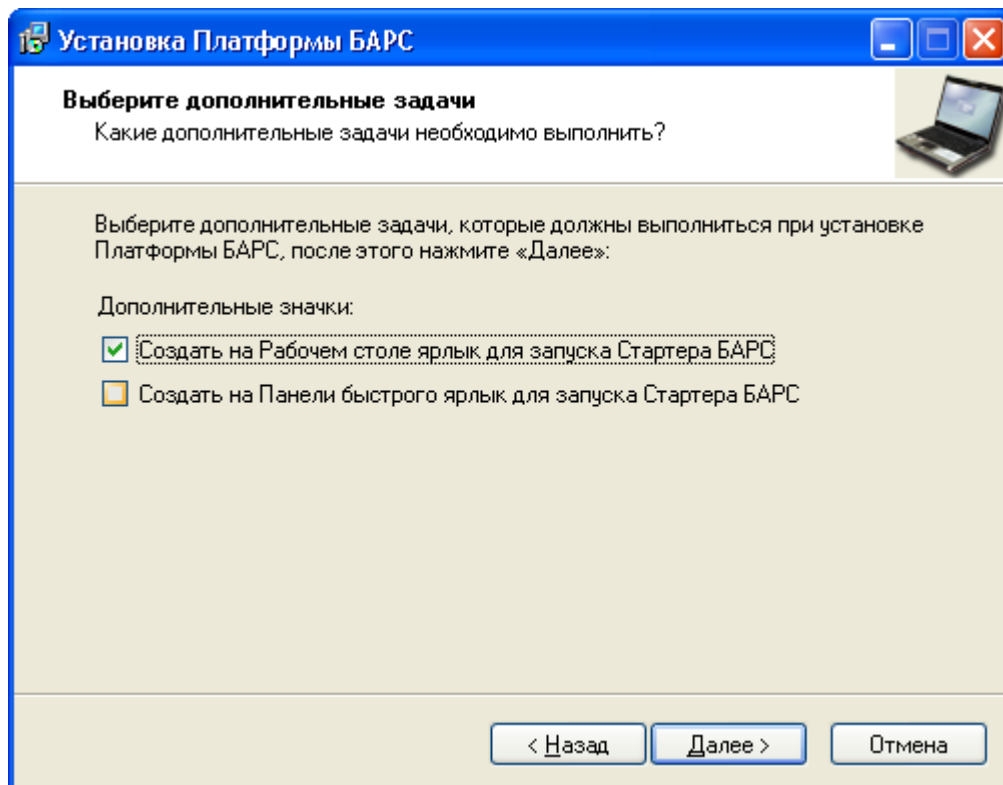 Установка Платформы БАРС
Выберите дополнительные задачи
Какие дополнительные задачи необходимо выполнить?
Выберите дополнительные задачи, которые должны выполниться при установке
Платформы БАРС, после этого нажмите «Далее»:
Дополнительные значки:
Создать на Рабочем столе ярлык для запуска Стартера БАРС
Создать на Панели быстрого ярлык для запуска Стартера БАРС
< Назад Далее > Отмена